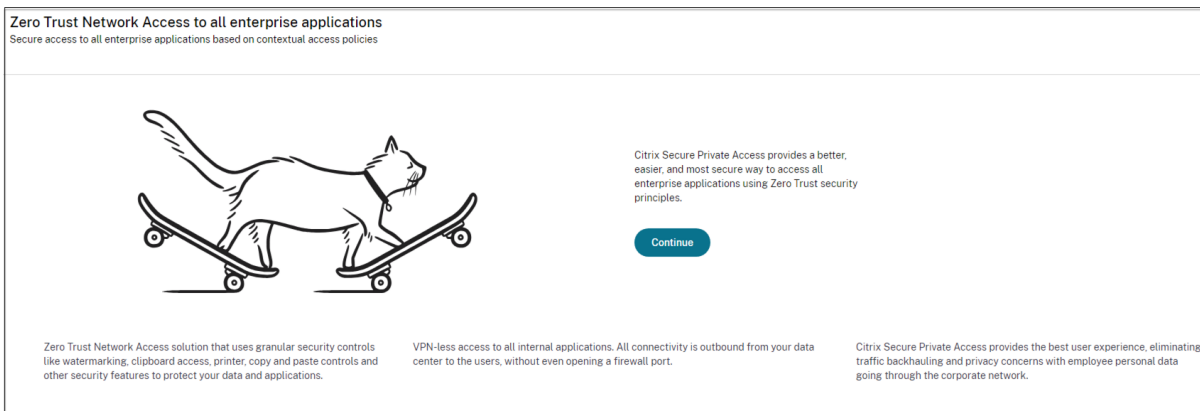 Zero Trust Network Access to all enterprise applications
Secure access to all enterprise applications based on contextual access policies
Citrix Secure Private Access provides a better,
easier, and most secure way to access all
enterprise applications using Zero Trust security
principles.
Continue
Zero Trust Network Access solution that uses granular security controls
like watermarking, clipboard access, printer, copy and paste controls and
other security features to protect your data and applications.
VPN-less access to all internal applications. All connectivity is outbound from your data
center to the users, without even opening a firewall port.
Citrix Secure Private Access provides the best user experience, eliminating
traffic backhauling and privacy concerns with employee personal data
going through the corporate network.